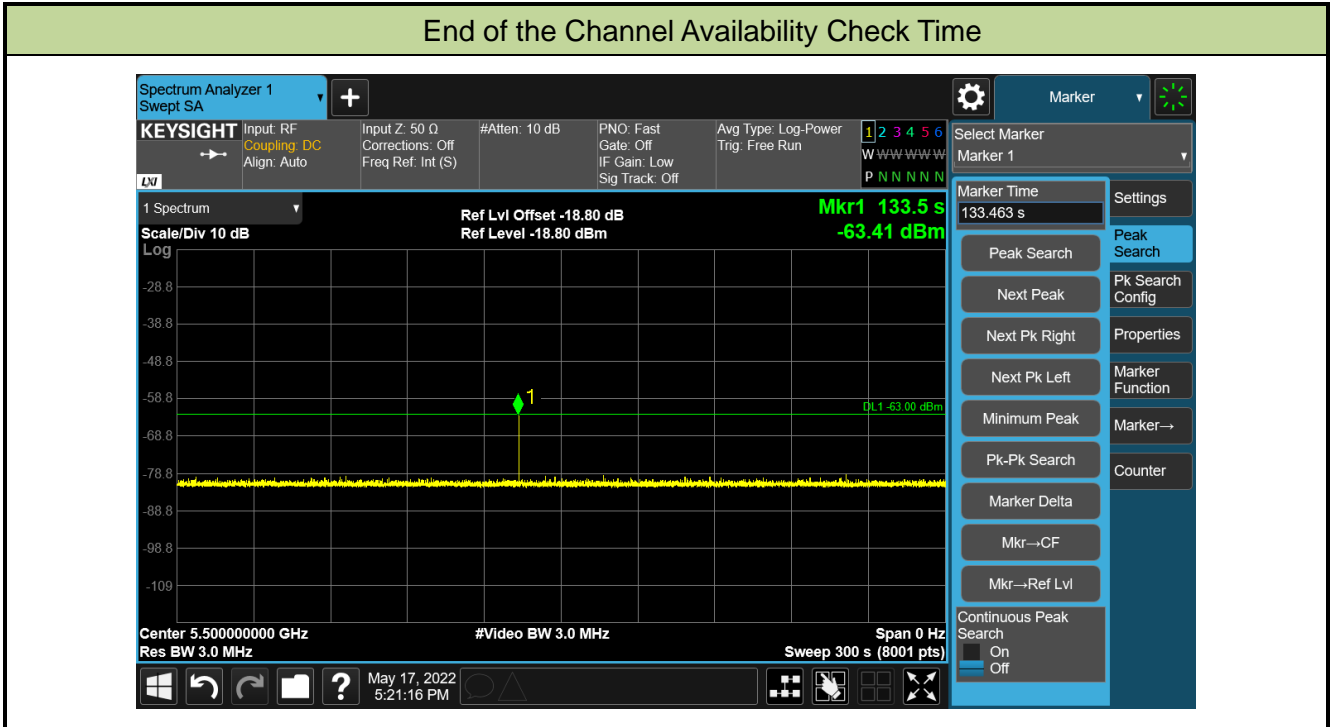 End of the Channel Availability Check Time
Spectrum Analyzer 1
Swept SA
Marker
KEYSIGHT
LXI
Input: RF
Coupling: DC
Align: Auto
Input Z: 50 Ω
Corrections: Off
Freq Ref: Int (S)
#Atten: 10 dB
PNO: Fast
Gate: Off
IF Gain: Low
Sig Track: Off
Avg Type: Log-Power
Trig: Free Run
1 2 3 4 5 6
W W W W W W
P N N N N N
Select Marker
Marker 1
1 Spectrum
Scale/Div 10 dB
Log
Ref Lvl Offset -18.80 dB
Ref Level -18.80 dBm
Mkr1 133.5 s
-63.41 dBm
-28.8
-38.8
-48.8
-58.8
-68.8
-78.8
-88.8
-98.8
-109
1
DL1 -63.00 dBm
Center 5.500000000 GHz
Res BW 3.0 MHz
#Video BW 3.0 MHz
Span 0 Hz
Sweep 300 s (8001 pts)
Marker Time
133.463 s
Peak Search
Next Peak
Next Pk Right
Next Pk Left
Minimum Peak
Pk-Pk Search
Marker Delta
Mkr→CF
Mkr→Ref Lvl
Continuous Peak
Search
On
Off
Settings
Peak
Search
Pk Search
Config
Properties
Marker
Function
Marker→
Counter
?
May 17, 2022
5:21:16 PM